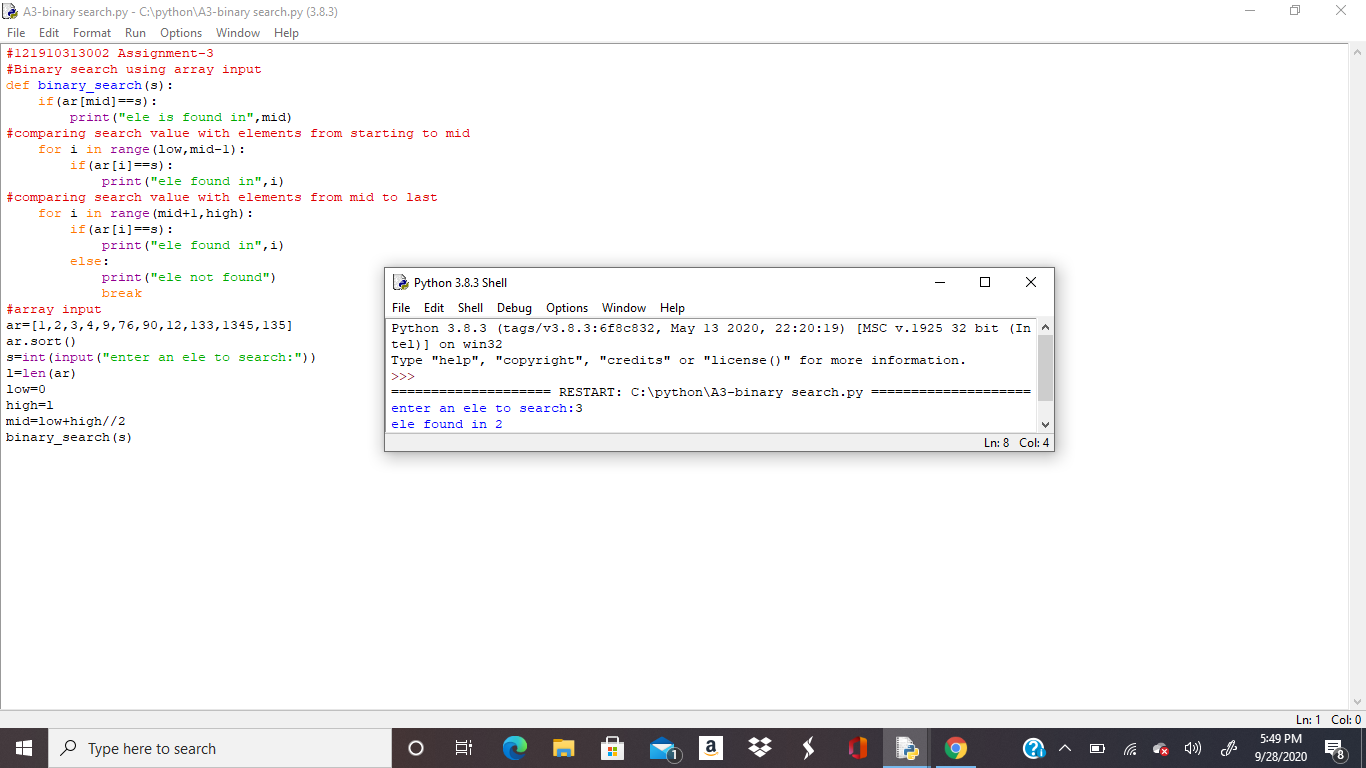 A3-binary search.py - C:\python\A3-binary search.py (3.8.3)
File Edit Format Run Options Window Help
#121910313002 Assignment-3
#Binary search using array input
def binary_search(s):
    if(ar[mid]==s):
        print("ele is found in",mid)
#comparing search value with elements from starting to mid
    for i in range(low,mid-1):
        if(ar[i]==s):
            print("ele found in",i)
#comparing search value with elements from mid to last
    for i in range(mid+1,high):
        if(ar[i]==s):
            print("ele found in",i)
        else:
            print("ele not found")
            break
#array input
ar=[1,2,3,4,9,76,90,12,133,1345,135]
ar.sort()
s=int(input("enter an ele to search:"))
l=len(ar)
low=0
high=l
mid=low+high//2
binary_search(s)
Python 3.8.3 Shell
File Edit Shell Debug Options Window Help
Python 3.8.3 (tags/v3.8.3:6f8c832, May 13 2020, 22:20:19) [MSC v.1925 32 bit (In
tel)] on win32
Type "help", "copyright", "credits" or "license()" for more information.
>>>
==================== RESTART: C:\python\A3-binary search.py ====================
enter an ele to search:3
ele found in 2
Ln: 8 Col: 4
Ln: 1 Col: 0
Type here to search
1
a
5:49 PM
9/28/2020
8